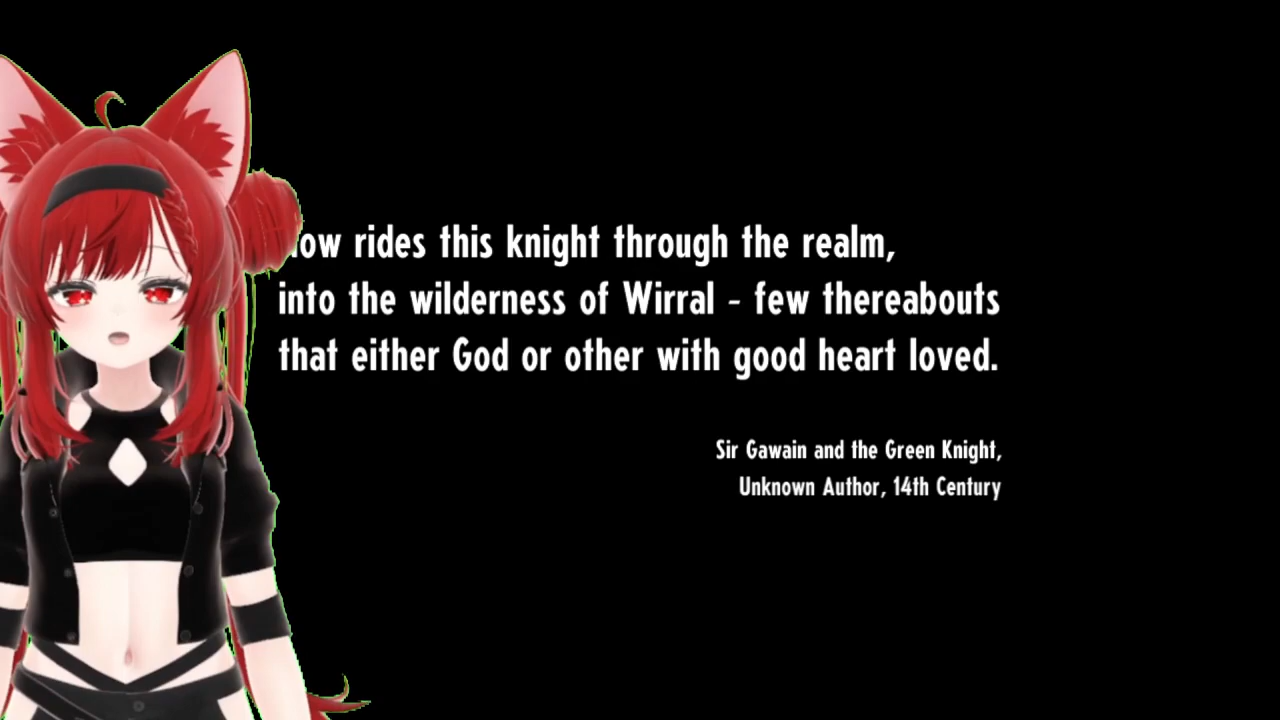 rides this knight through the realm,
into the wilderness of Wirral - few thereabouts
that either God or other with good heart loved.
Sir Gawain and the Green Knight,
Unknown Author, 14th Century